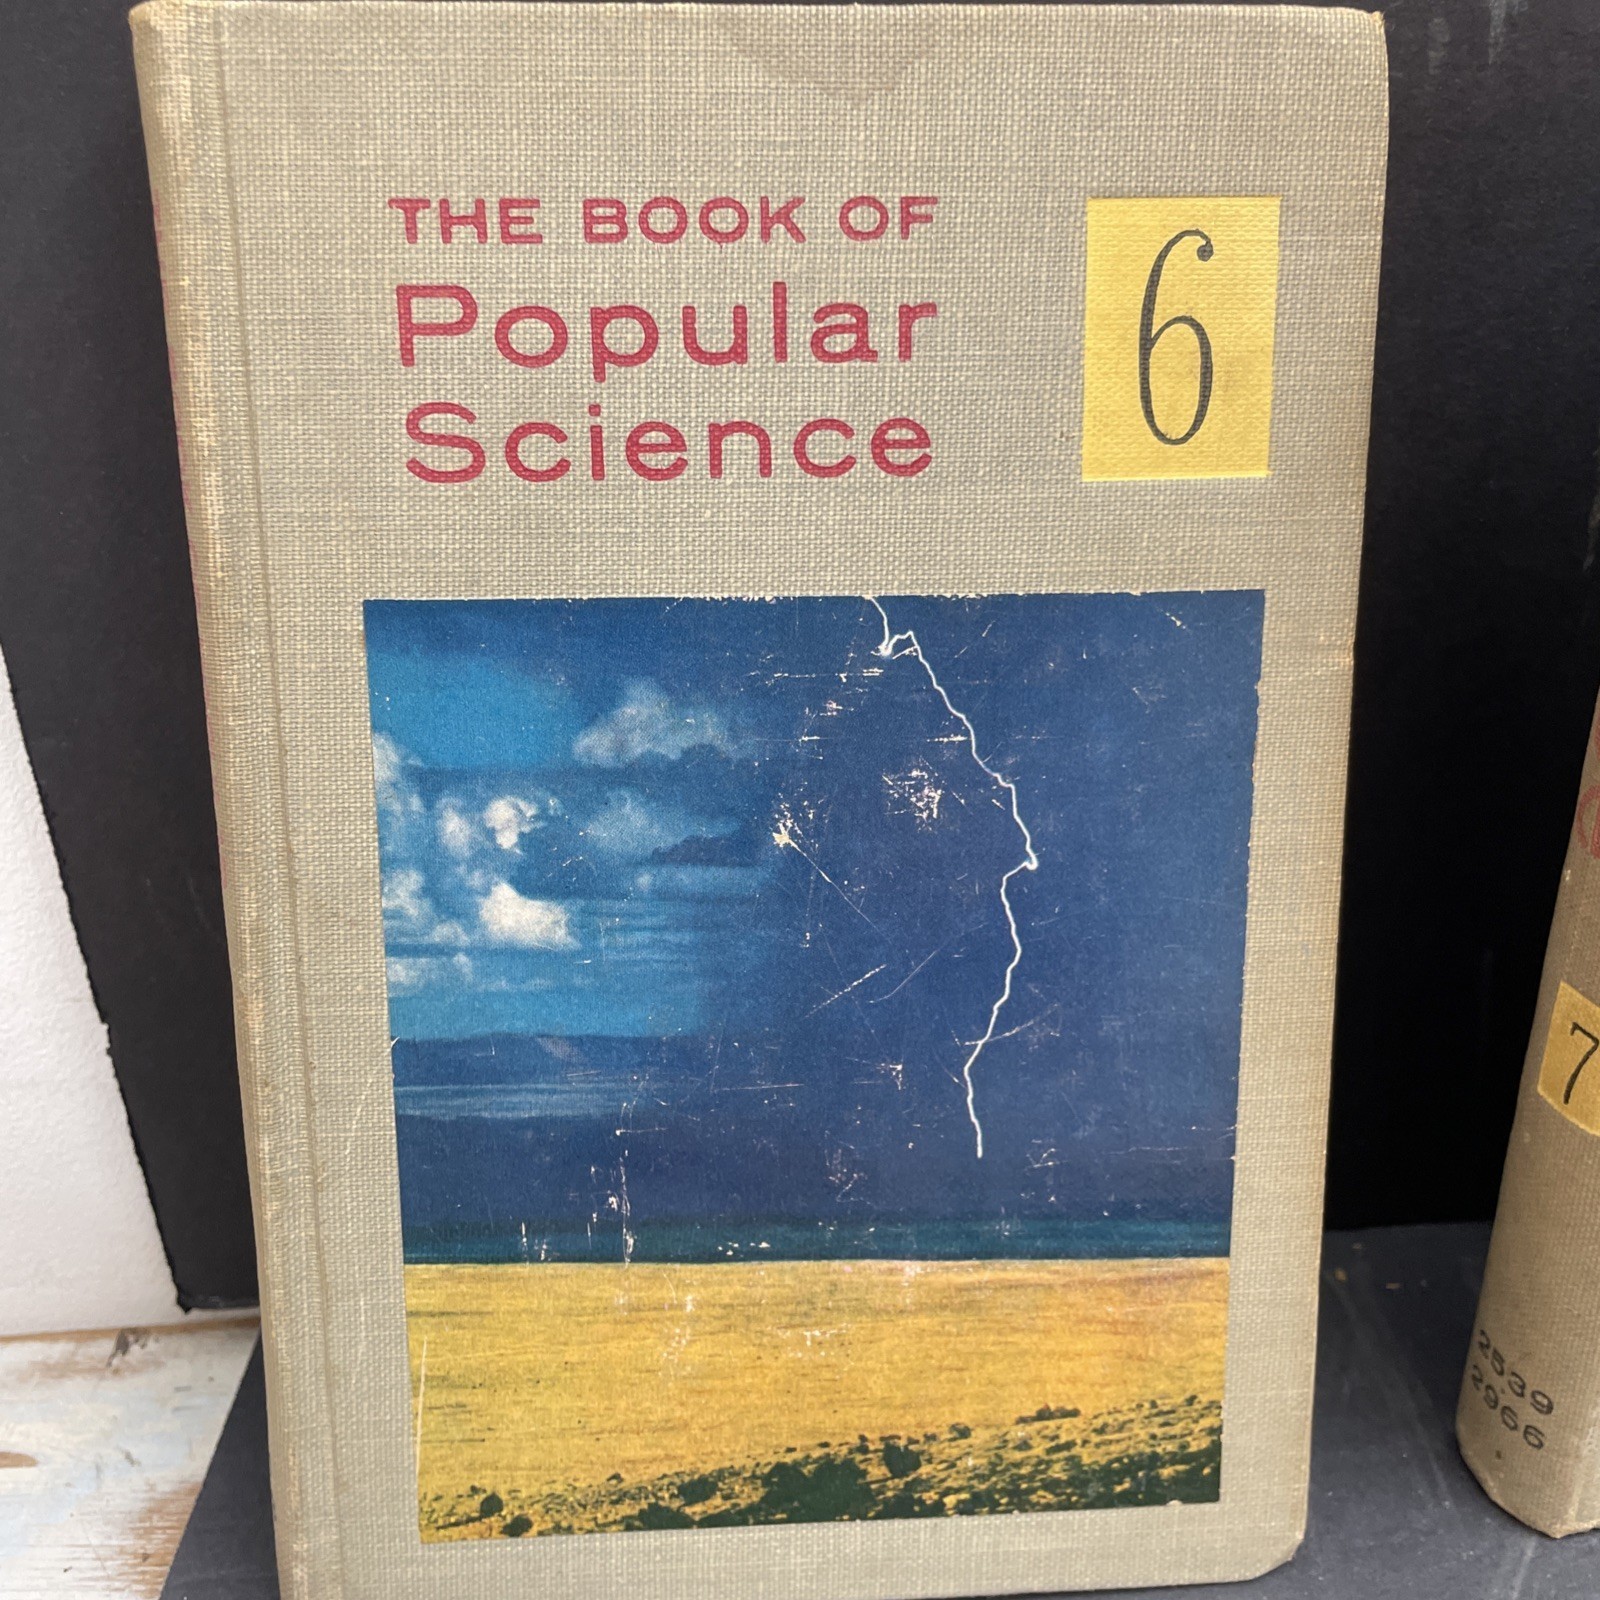 THE BOOK OF
Popular
Science
6
7
2539
2966